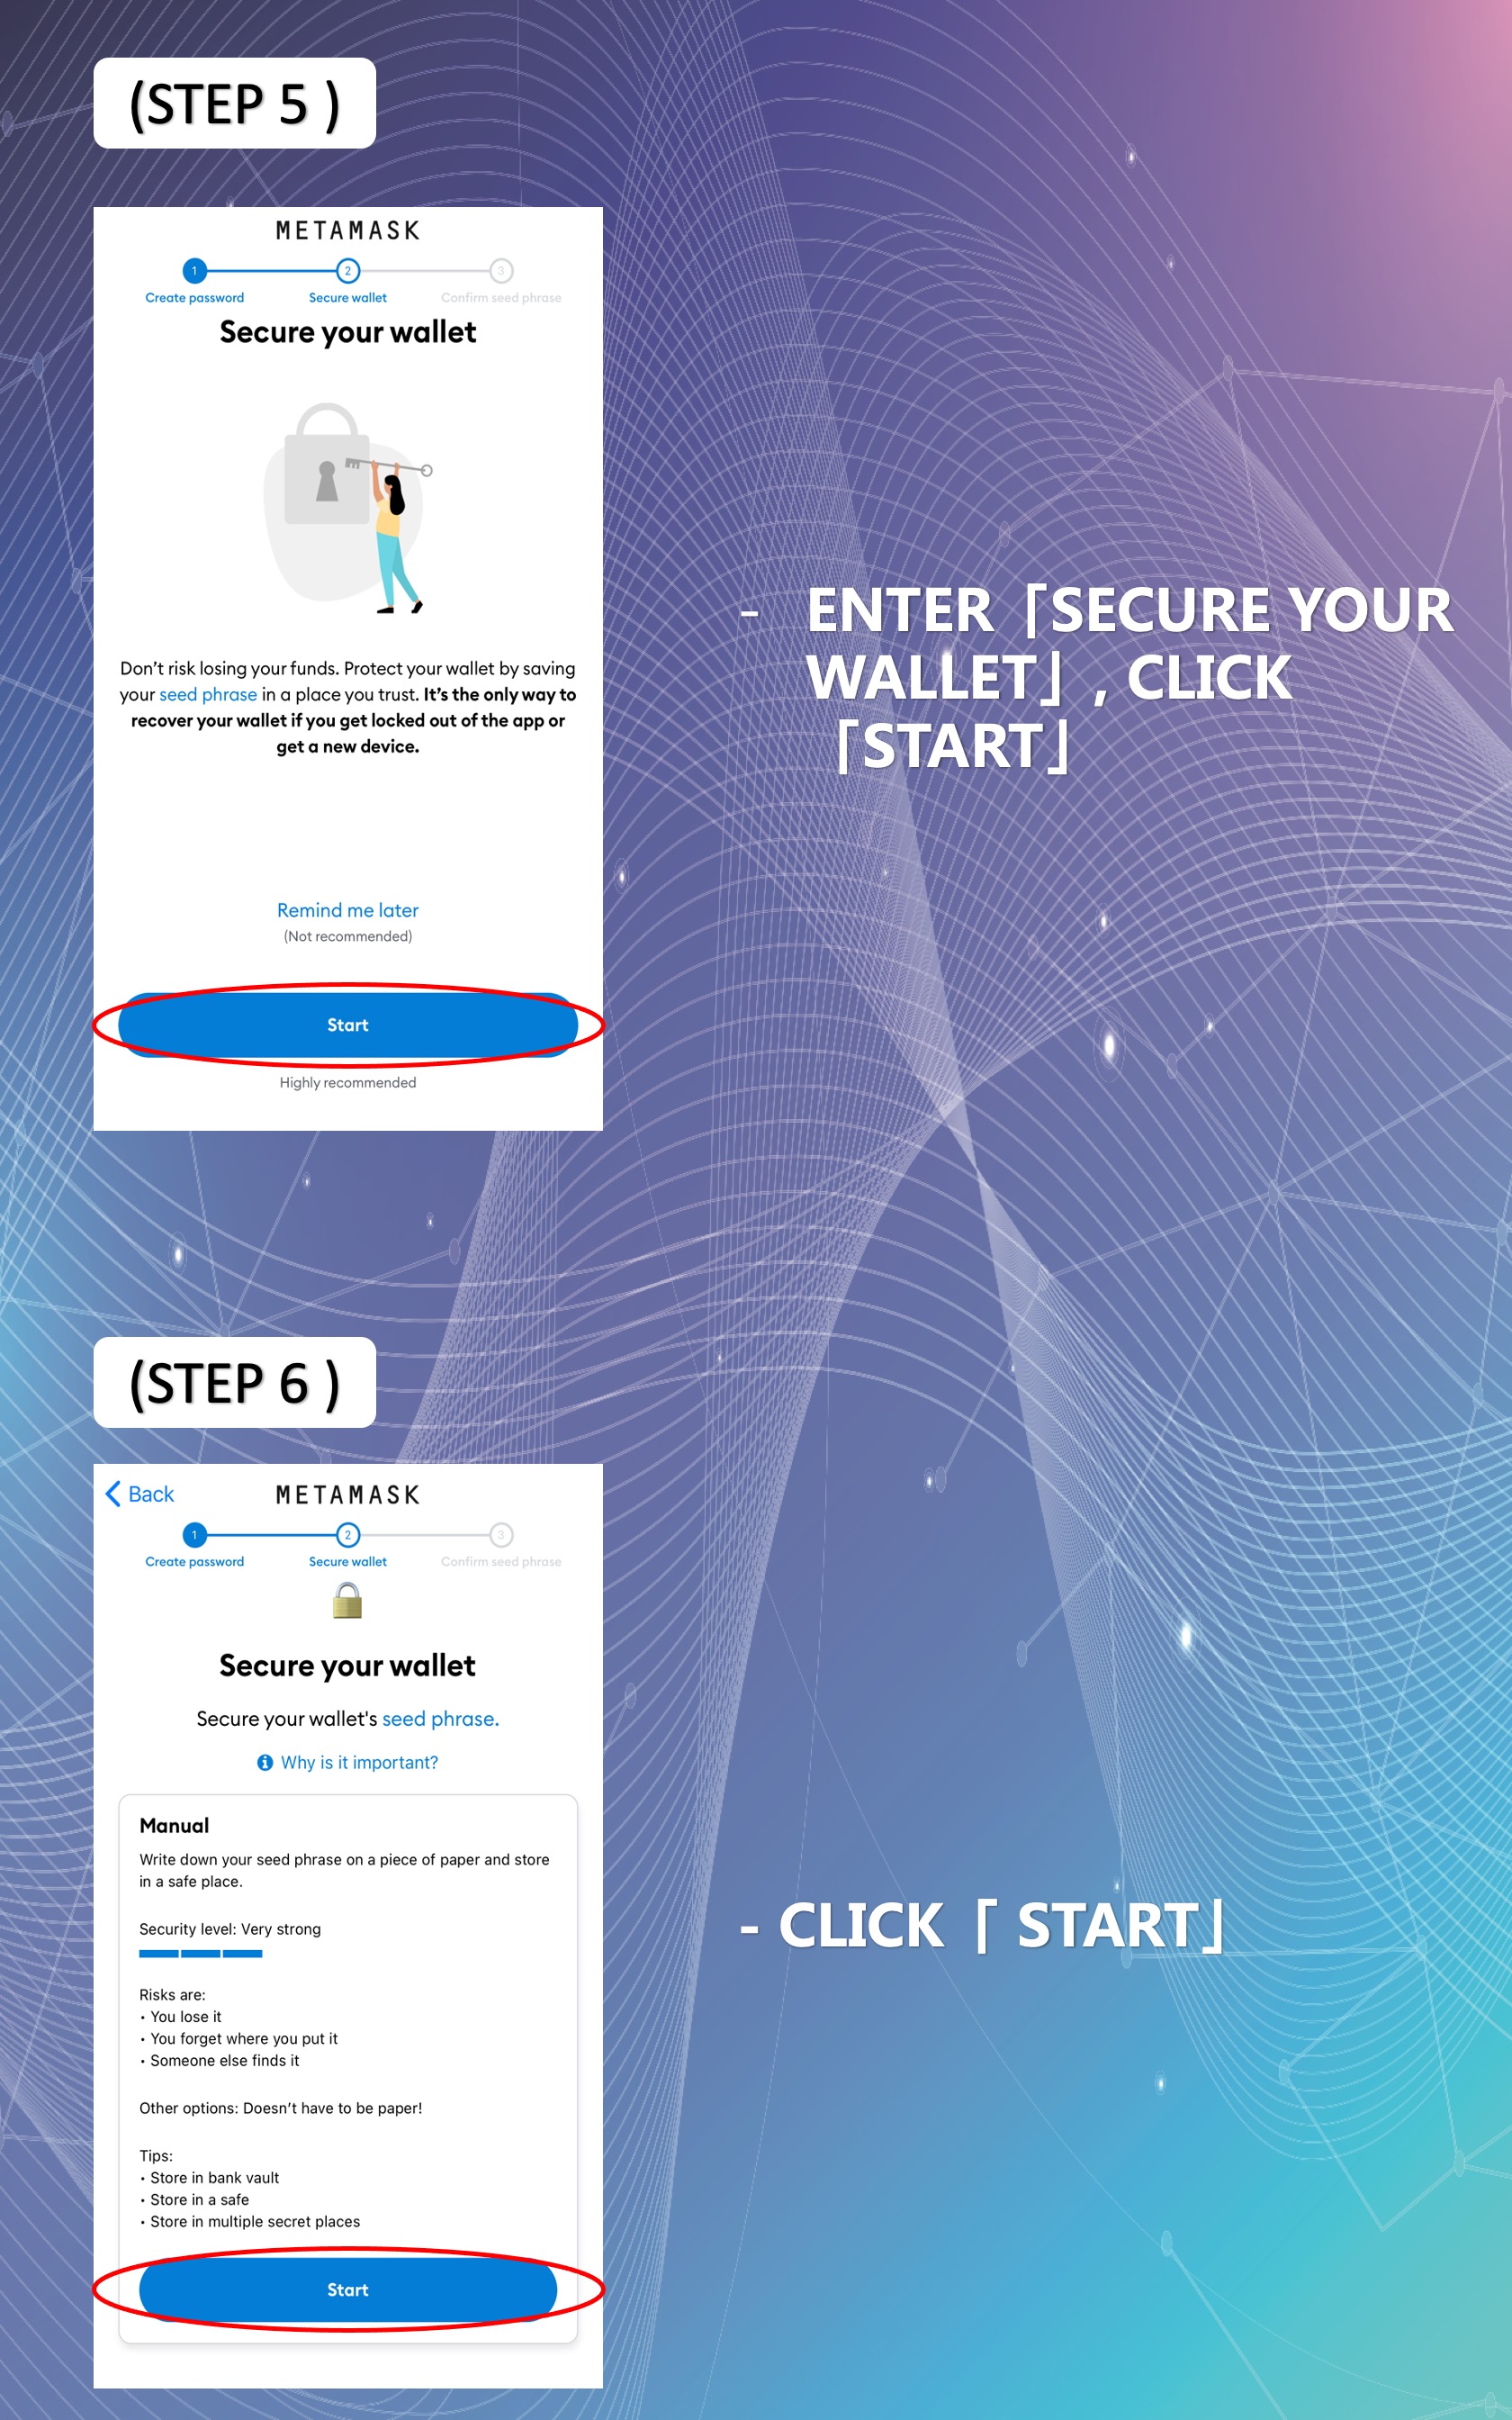 (STEP 5 )
METAMASK
1 2 3
Create password Secure wallet Confirm seed phrase
Secure your wallet
Don’t risk losing your funds. Protect your wallet by saving
your seed phrase in a place you trust. It’s the only way to
recover your wallet if you get locked out of the app or
get a new device.
Remind me later
(Not recommended)
Start
Highly recommended
- ENTER「SECURE YOUR
WALLET」, CLICK
「START」
(STEP 6 )
Back METAMASK
1 2 3
Create password Secure wallet Confirm seed phrase
Secure your wallet
Secure your wallet's seed phrase.
Why is it important?
Manual
Write down your seed phrase on a piece of paper and store
in a safe place.
Security level: Very strong
Risks are:
• You lose it
• You forget where you put it
• Someone else finds it
Other options: Doesn’t have to be paper!
Tips:
• Store in bank vault
• Store in a safe
• Store in multiple secret places
Start
- CLICK「 START」